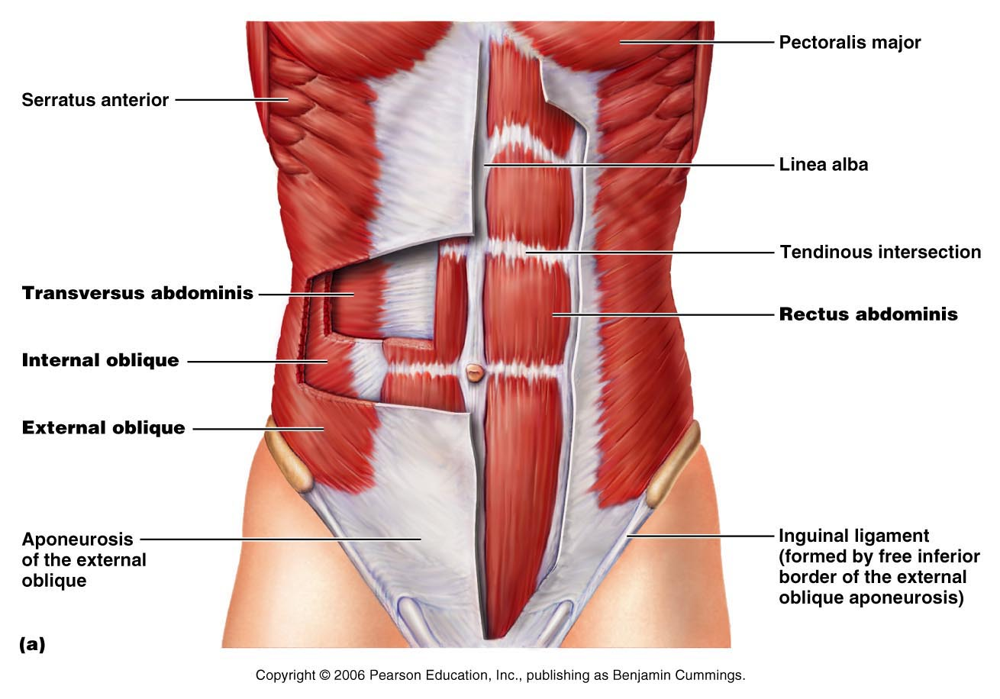 Pectoralis major
Serratus anterior
Linea alba
Tendinous intersection
Transversus abdominis
Rectus abdominis
Internal oblique
External oblique
Aponeurosis
of the external
oblique
Inguinal ligament
(formed by free inferior
border of the external
oblique aponeurosis)
(a)
Copyright © 2006 Pearson Education, Inc., publishing as Benjamin Cummings.